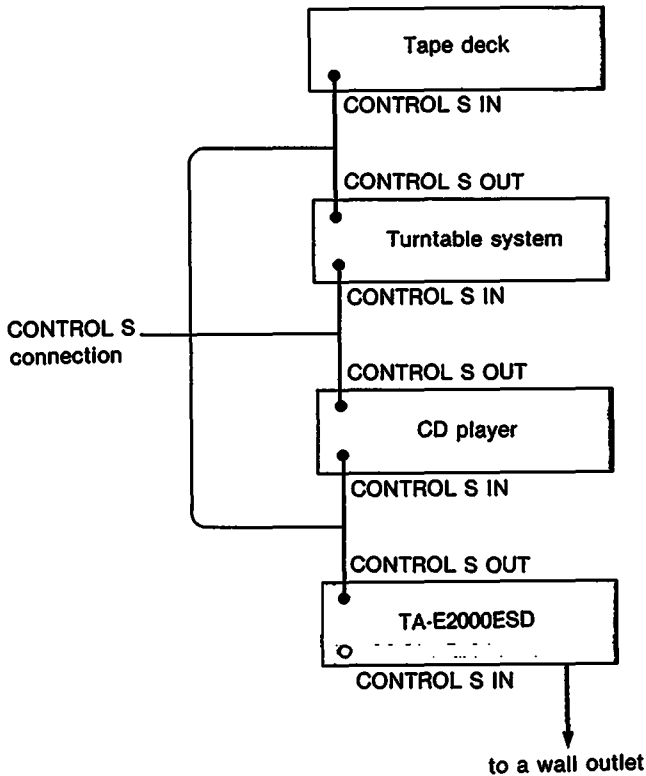 Tape deck
CONTROL S IN
CONTROL S OUT
Turntable system
CONTROL S IN
CONTROL S
connection
CONTROL S OUT
CD player
CONTROL S IN
CONTROL S OUT
TA-E2000ESD
CONTROL S IN
to a wall outlet